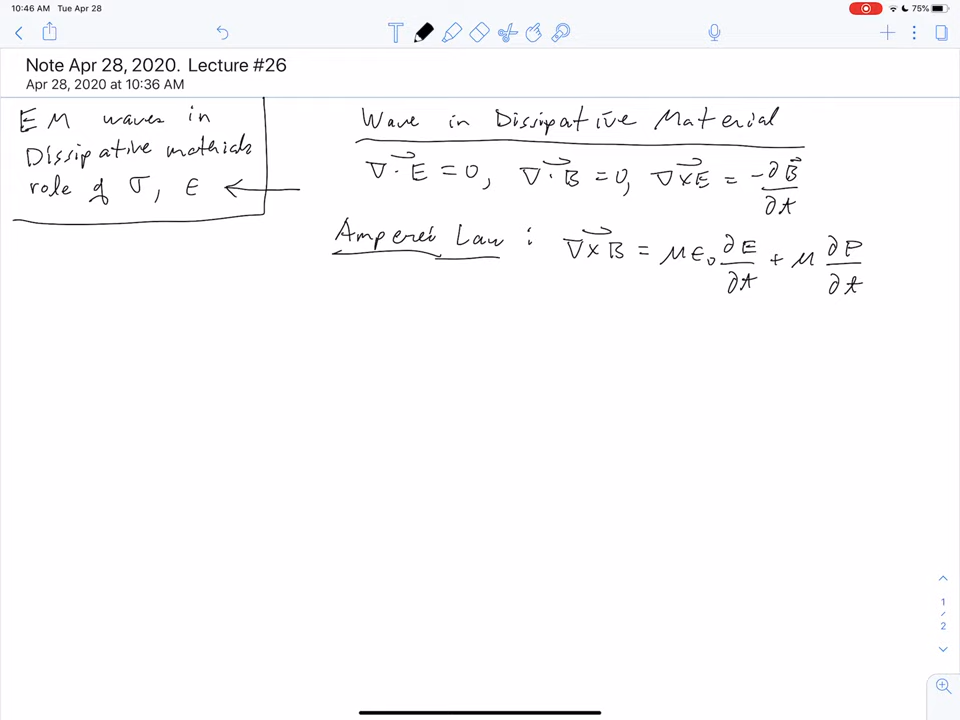 10:46 AM Tue Apr 28
75%
Note Apr 28, 2020. Lecture #26
Apr 28, 2020 at 10:36 AM
EM waves in
Dissipative materials
role of σ, ϵ ←
Wave in Dissipative Material
∇⃗·E = 0, ∇⃗·B = 0, ∇⃗×E = -∂B⃗/∂t
Ampere's Law : ∇⃗×B = μϵ₀ ∂E/∂t + μ ∂P/∂t
1
/
2